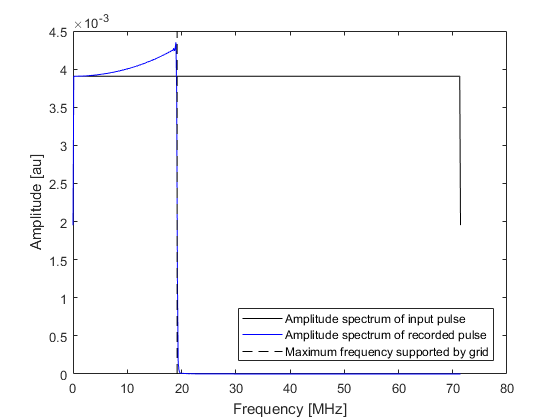 ×10⁻³
4.5
4
3.5
3
2.5
2
1.5
1
0.5
0
Amplitude [au]
Amplitude spectrum of input pulse
Amplitude spectrum of recorded pulse
Maximum frequency supported by grid
0 10 20 30 40 50 60 70 80
Frequency [MHz]